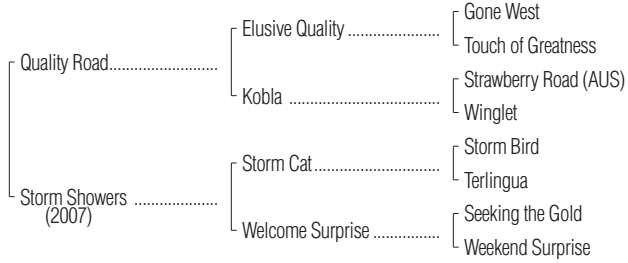 Gone West
Elusive Quality
Touch of Greatness
Quality Road
Strawberry Road (AUS)
Kobla
Winglet
Storm Bird
Storm Cat
Terlingua
Storm Showers
(2007)
Seeking the Gold
Welcome Surprise
Weekend Surprise